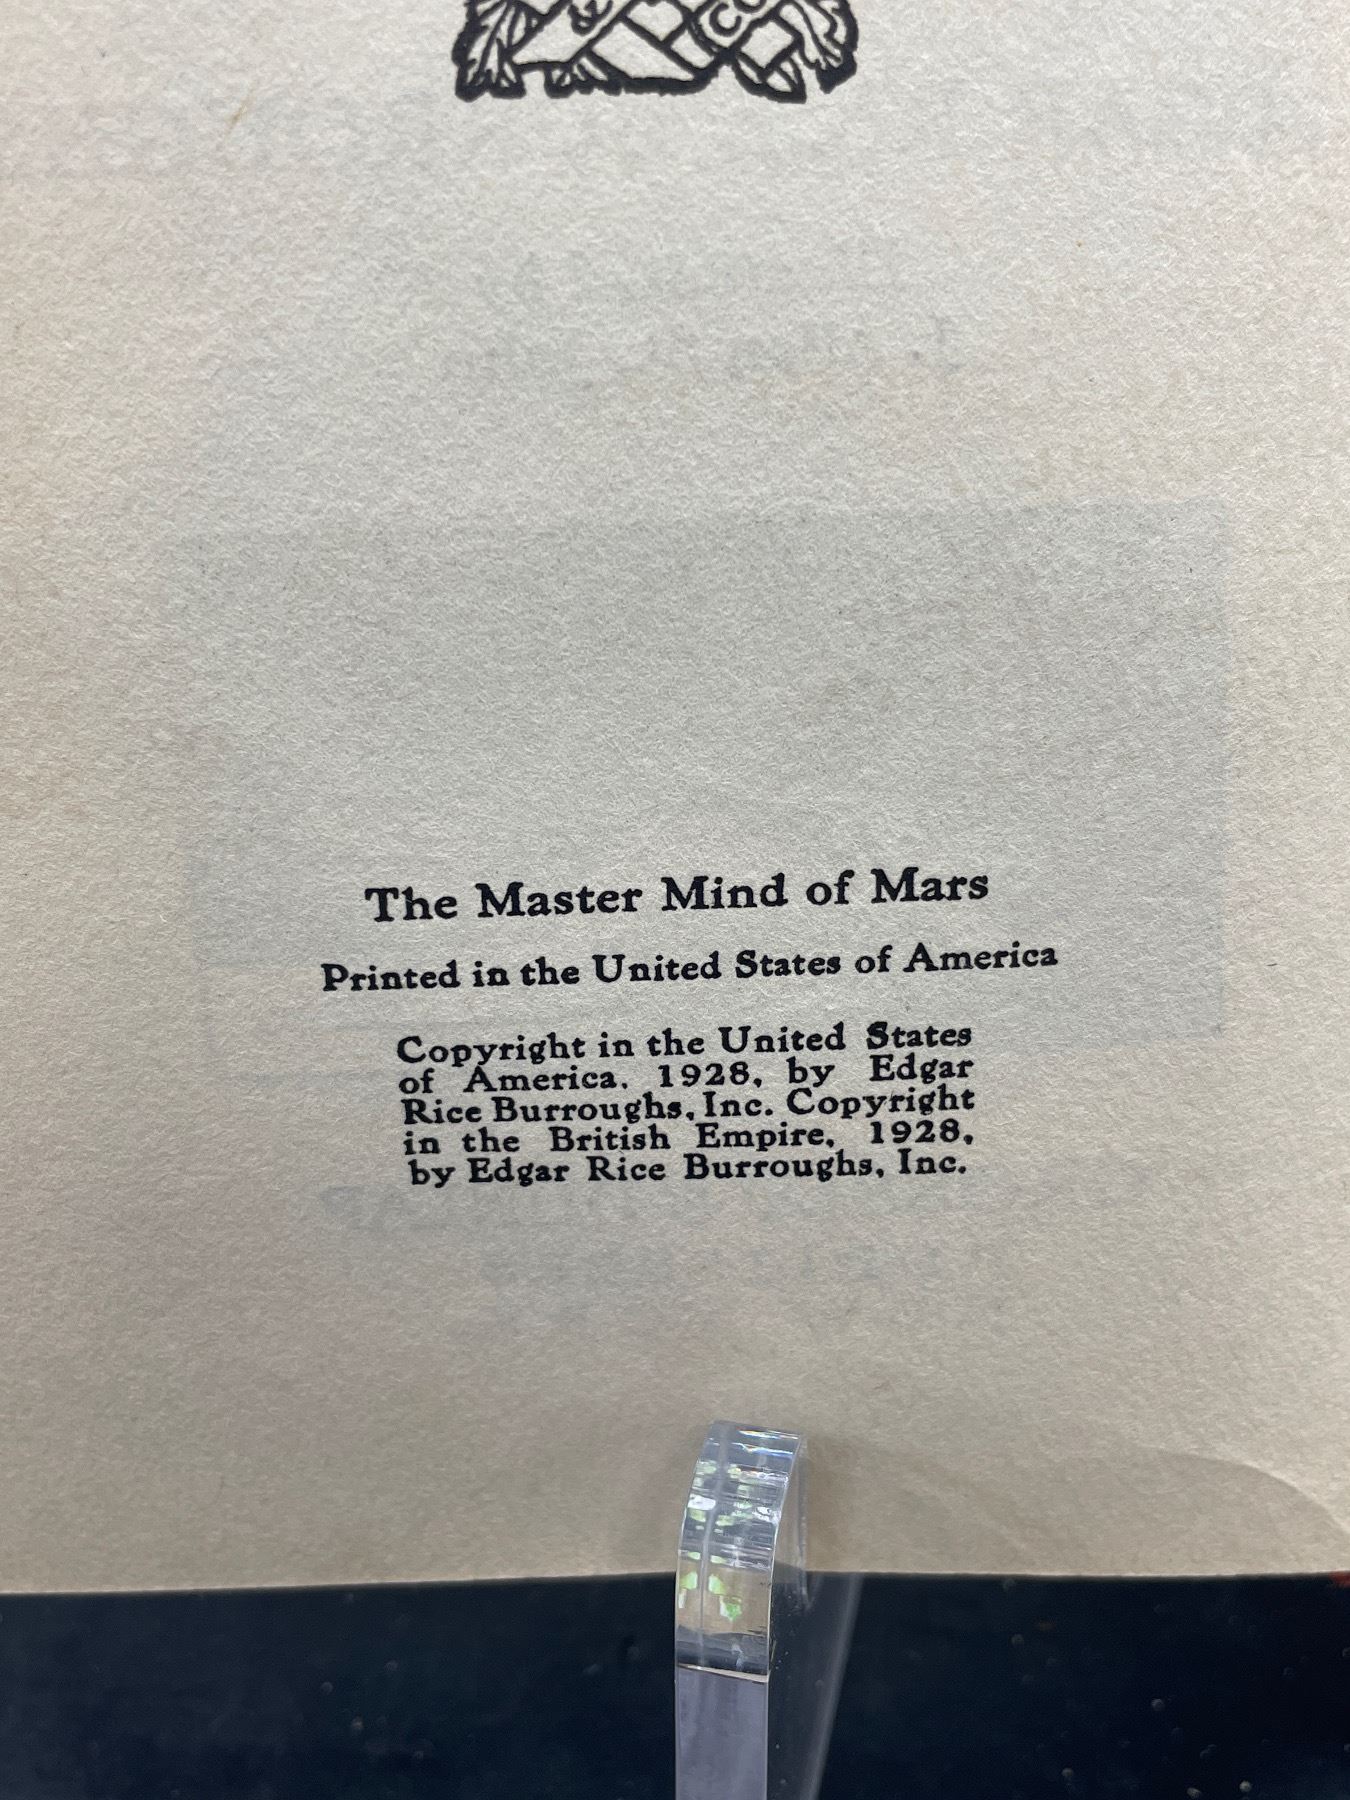 & CO
The Master Mind of Mars
Printed in the United States of America
Copyright in the United States
of America, 1928, by Edgar
Rice Burroughs, Inc. Copyright
in the British Empire, 1928,
by Edgar Rice Burroughs, Inc.